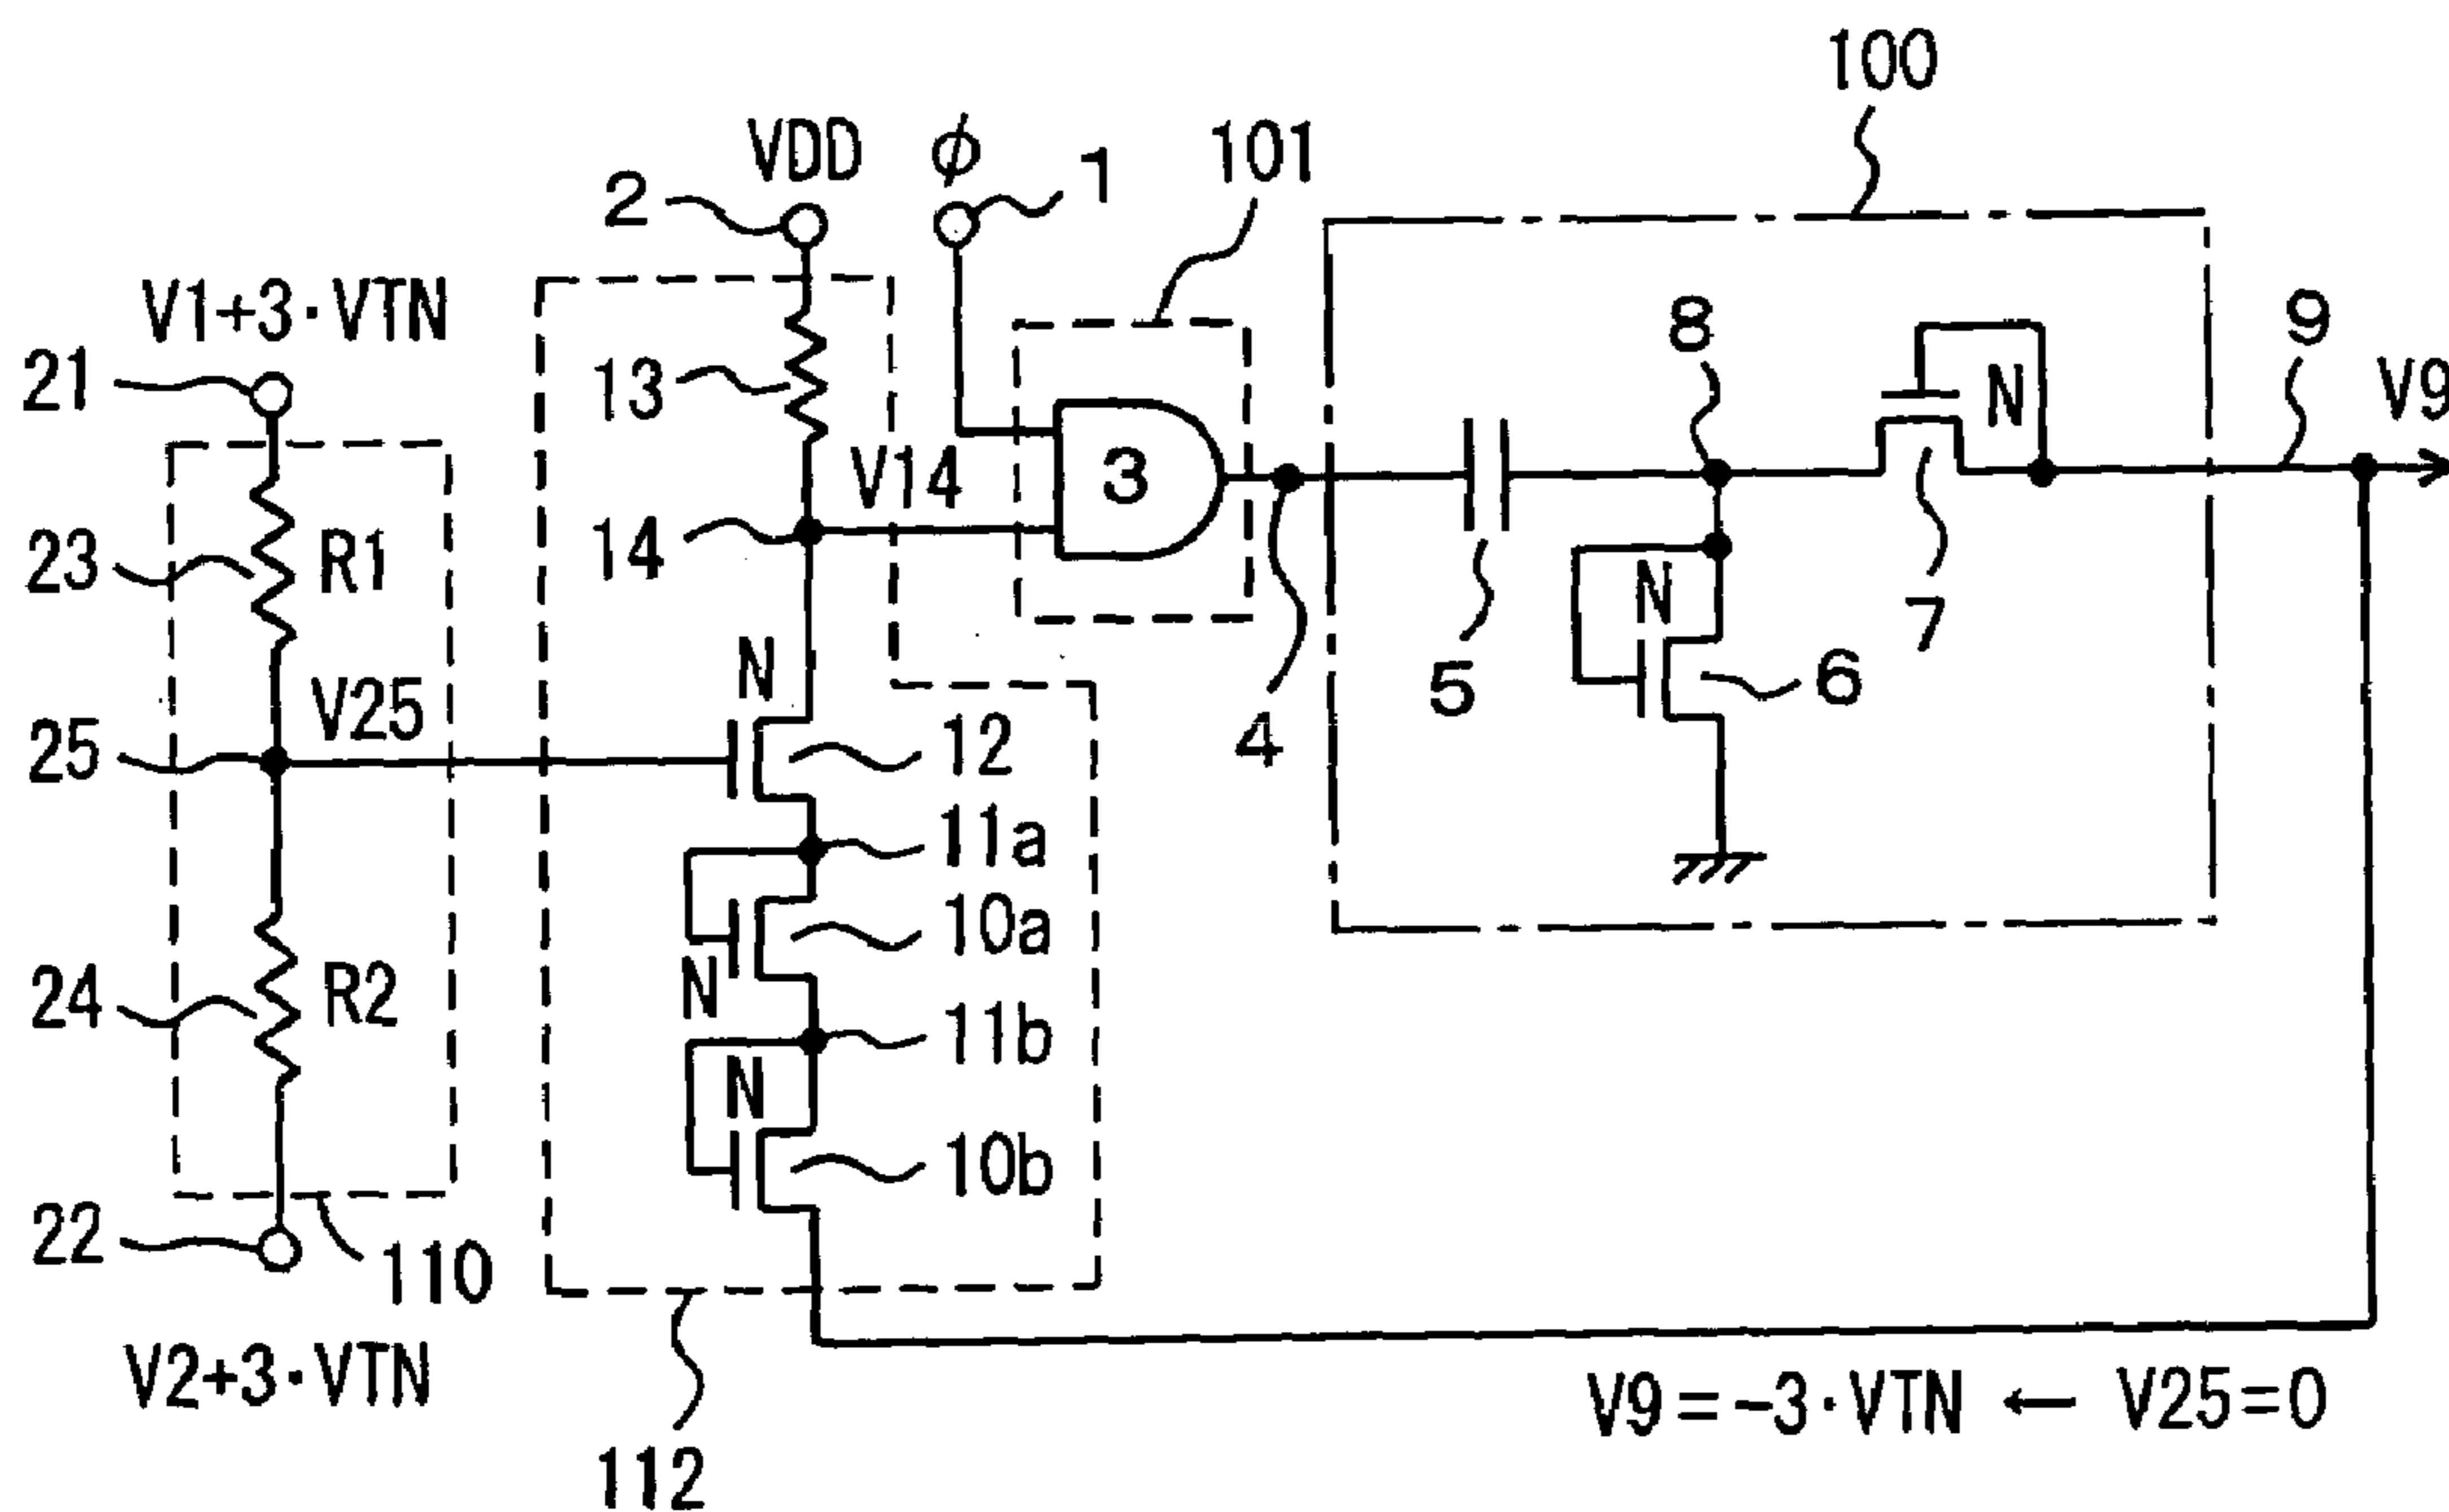 100
VDD
φ
1
101
2
V1+3·VTN
21
13
8
9
N
V9
V14
3
14
23
R1
N
7
5
6
4
N
V25
25
12
11a
10a
N
24
R2
11b
N
10b
22
110
V2+3·VTN
112
V9=-3·VTN ← V25=0